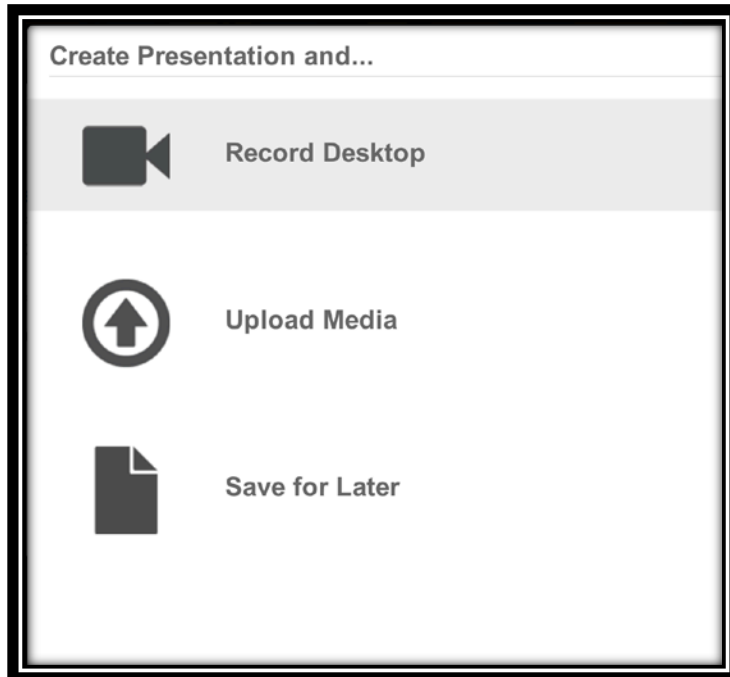 Create Presentation and...
Record Desktop
Upload Media
Save for Later